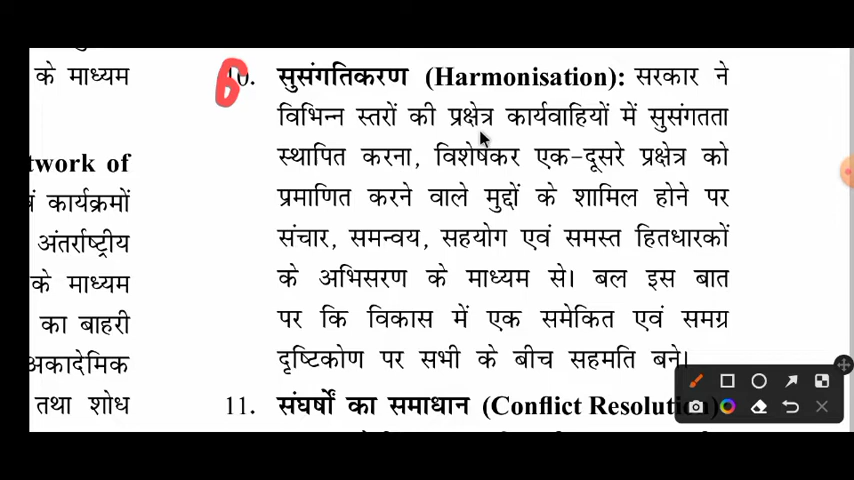 के माध्यम
twork of
कार्यक्रमों
अंतर्राष्ट्रीय
के माध्यम
का बाहरी
अकादेमिक
तथा शोध
6
10. सुसंगतिकरण (Harmonisation): सरकार ने
विभिन्न स्तरों की प्रक्षेत्र कार्यवाहियों में सुसंगतता
स्थापित करना, विशेषकर एक-दूसरे प्रक्षेत्र को
प्रमाणित करने वाले मुद्दों के शामिल होने पर
संचार, समन्वय, सहयोग एवं समस्त हितधारकों
के अभिसरण के माध्यम से। बल इस बात
पर कि विकास में एक समेकित एवं समग्र
दृष्टिकोण पर सभी के बीच सहमति बने।
11. संघर्षों का समाधान (Conflict Resolution)